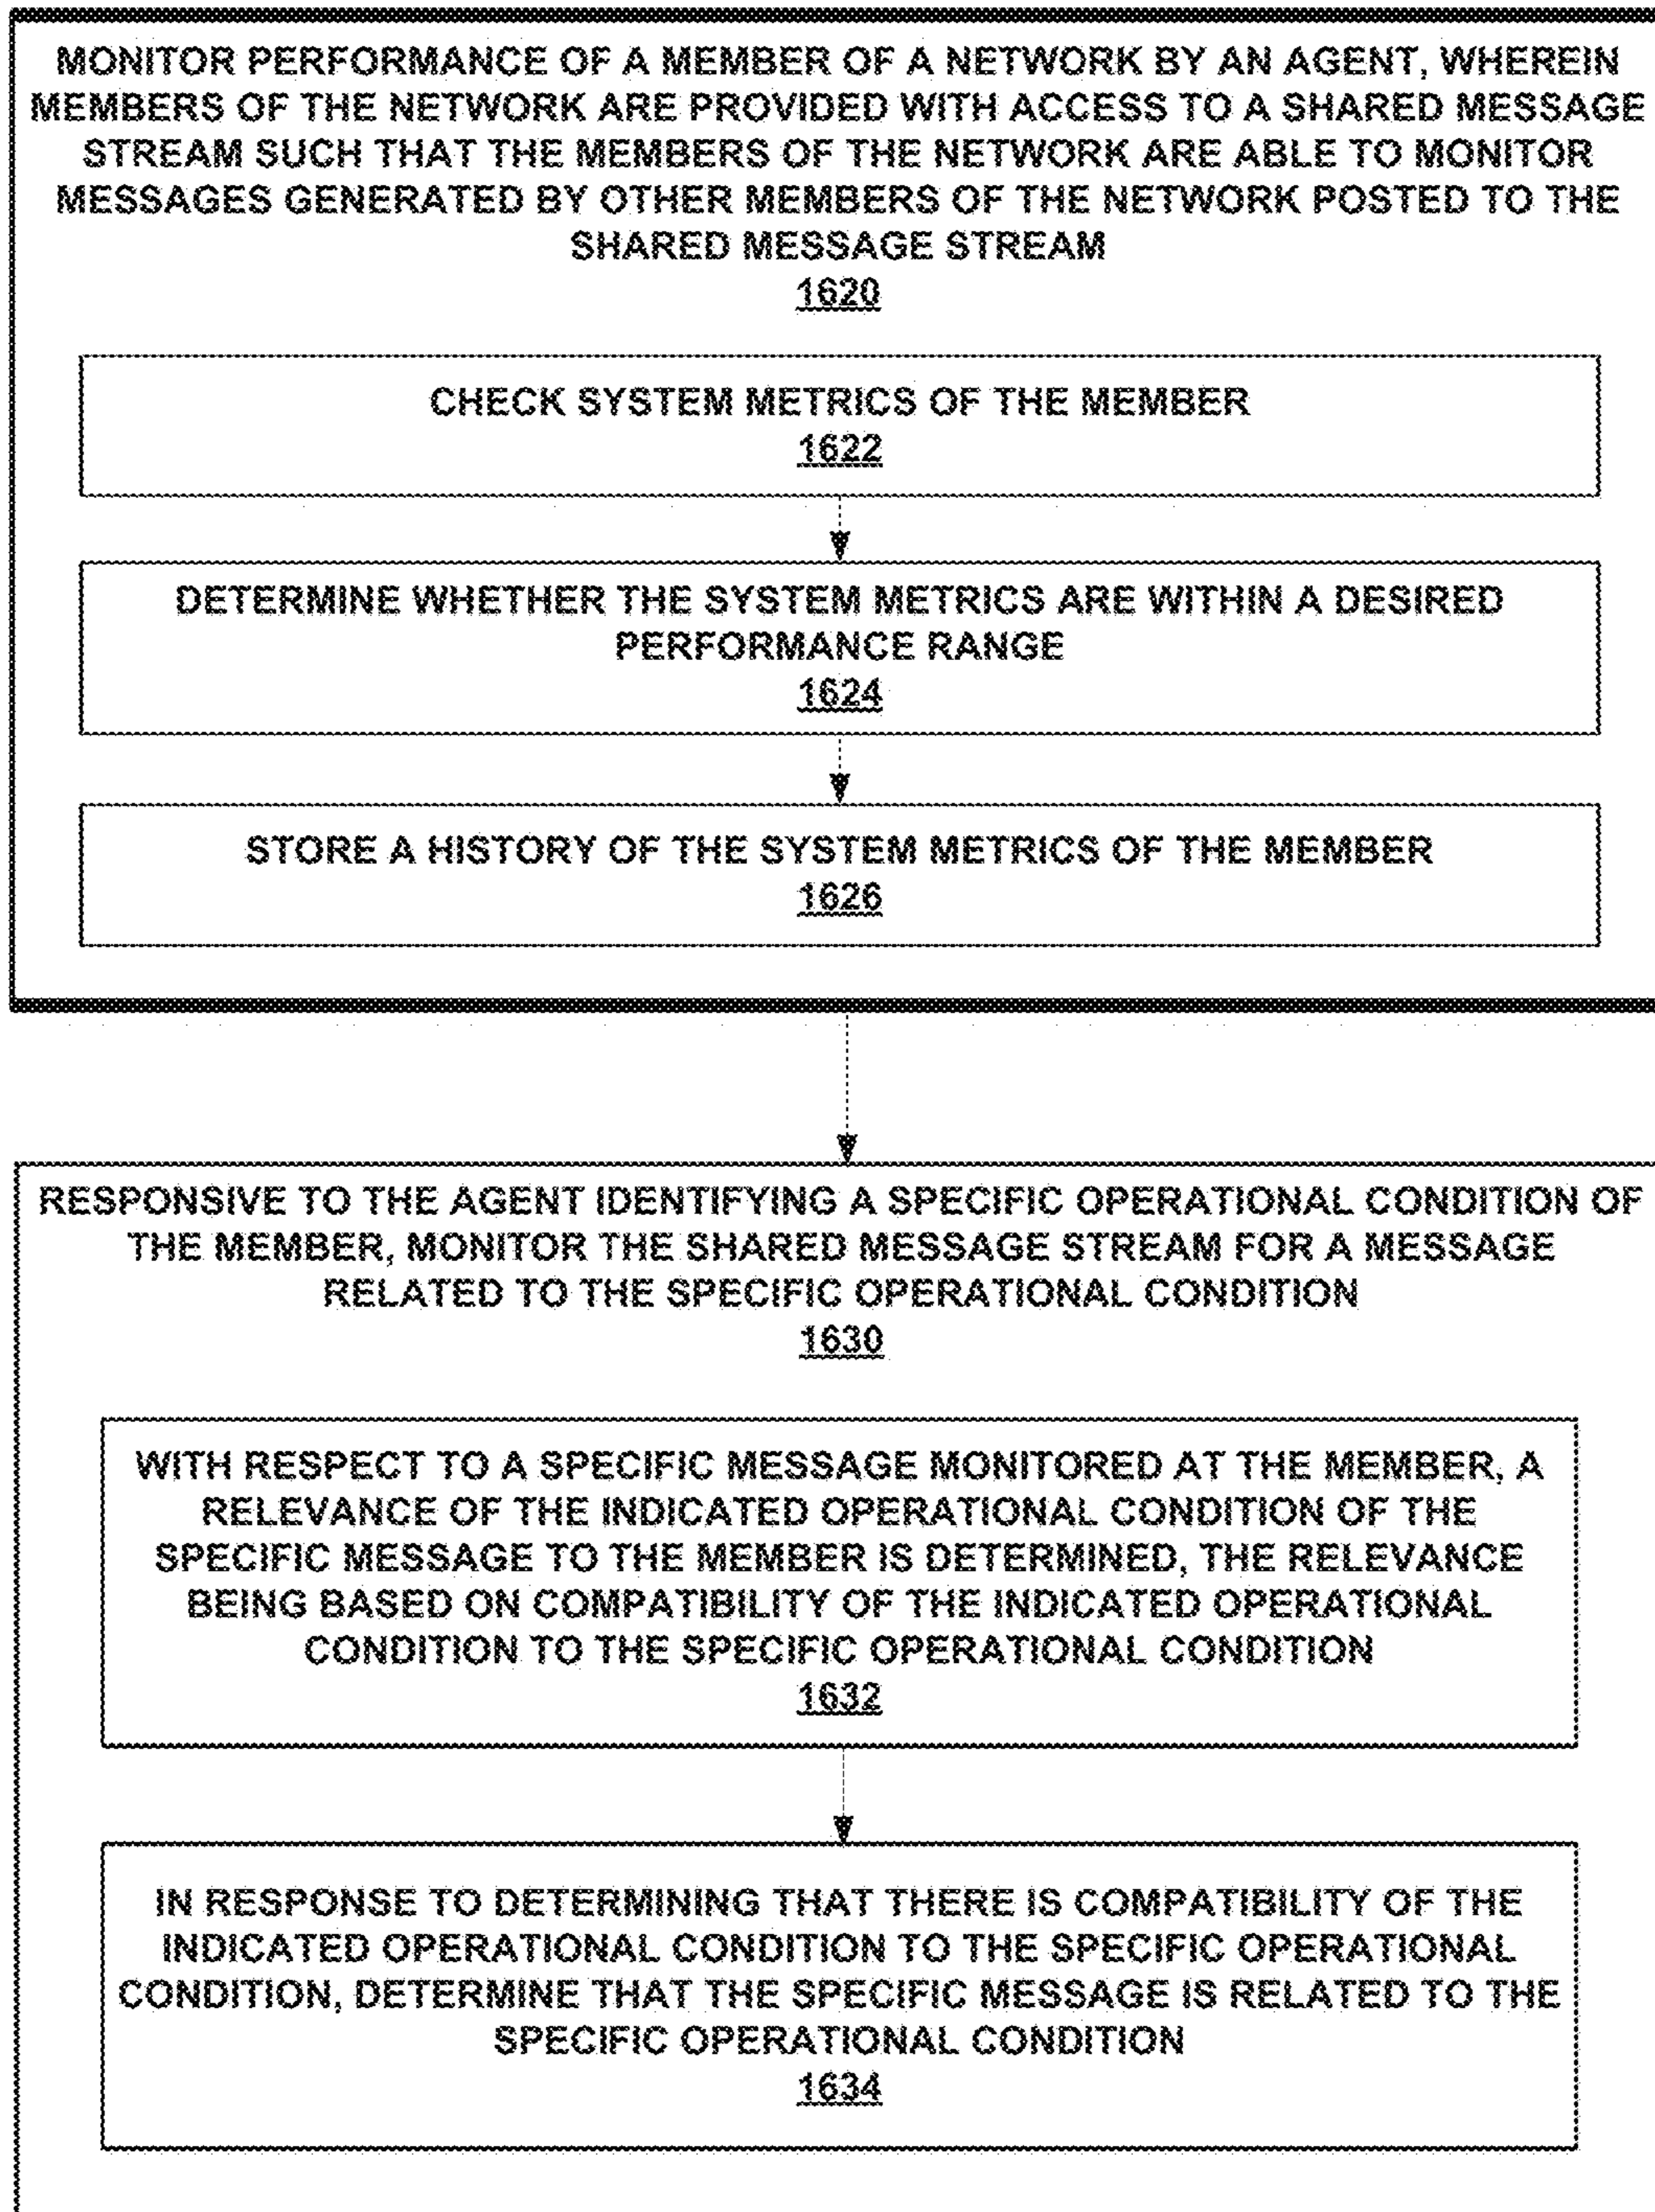 MONITOR PERFORMANCE OF A MEMBER OF A NETWORK BY AN AGENT, WHEREIN
MEMBERS OF THE NETWORK ARE PROVIDED WITH ACCESS TO A SHARED MESSAGE
STREAM SUCH THAT THE MEMBERS OF THE NETWORK ARE ABLE TO MONITOR
MESSAGES GENERATED BY OTHER MEMBERS OF THE NETWORK POSTED TO THE
SHARED MESSAGE STREAM
1620
CHECK SYSTEM METRICS OF THE MEMBER
1622
DETERMINE WHETHER THE SYSTEM METRICS ARE WITHIN A DESIRED
PERFORMANCE RANGE
1624
STORE A HISTORY OF THE SYSTEM METRICS OF THE MEMBER
1626
RESPONSIVE TO THE AGENT IDENTIFYING A SPECIFIC OPERATIONAL CONDITION OF
THE MEMBER, MONITOR THE SHARED MESSAGE STREAM FOR A MESSAGE
RELATED TO THE SPECIFIC OPERATIONAL CONDITION
1630
WITH RESPECT TO A SPECIFIC MESSAGE MONITORED AT THE MEMBER, A
RELEVANCE OF THE INDICATED OPERATIONAL CONDITION OF THE
SPECIFIC MESSAGE TO THE MEMBER IS DETERMINED, THE RELEVANCE
BEING BASED ON COMPATIBILITY OF THE INDICATED OPERATIONAL
CONDITION TO THE SPECIFIC OPERATIONAL CONDITION
1632
IN RESPONSE TO DETERMINING THAT THERE IS COMPATIBILITY OF THE
INDICATED OPERATIONAL CONDITION TO THE SPECIFIC OPERATIONAL
CONDITION, DETERMINE THAT THE SPECIFIC MESSAGE IS RELATED TO THE
SPECIFIC OPERATIONAL CONDITION
1634